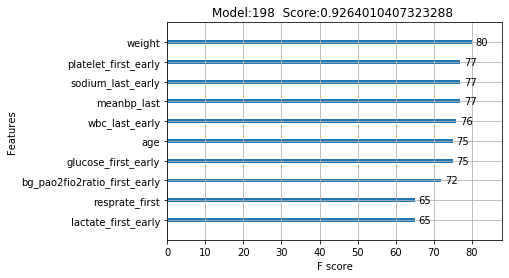 Model:198 Score:0.9264010407323288
Features
weight 80
platelet_first_early 77
sodium_last_early 77
meanbp_last 77
wbc_last_early 76
age 75
glucose_first_early 75
bg_pao2fio2ratio_first_early 72
resprate_first 65
lactate_first_early 65
0 10 20 30 40 50 60 70 80
F score